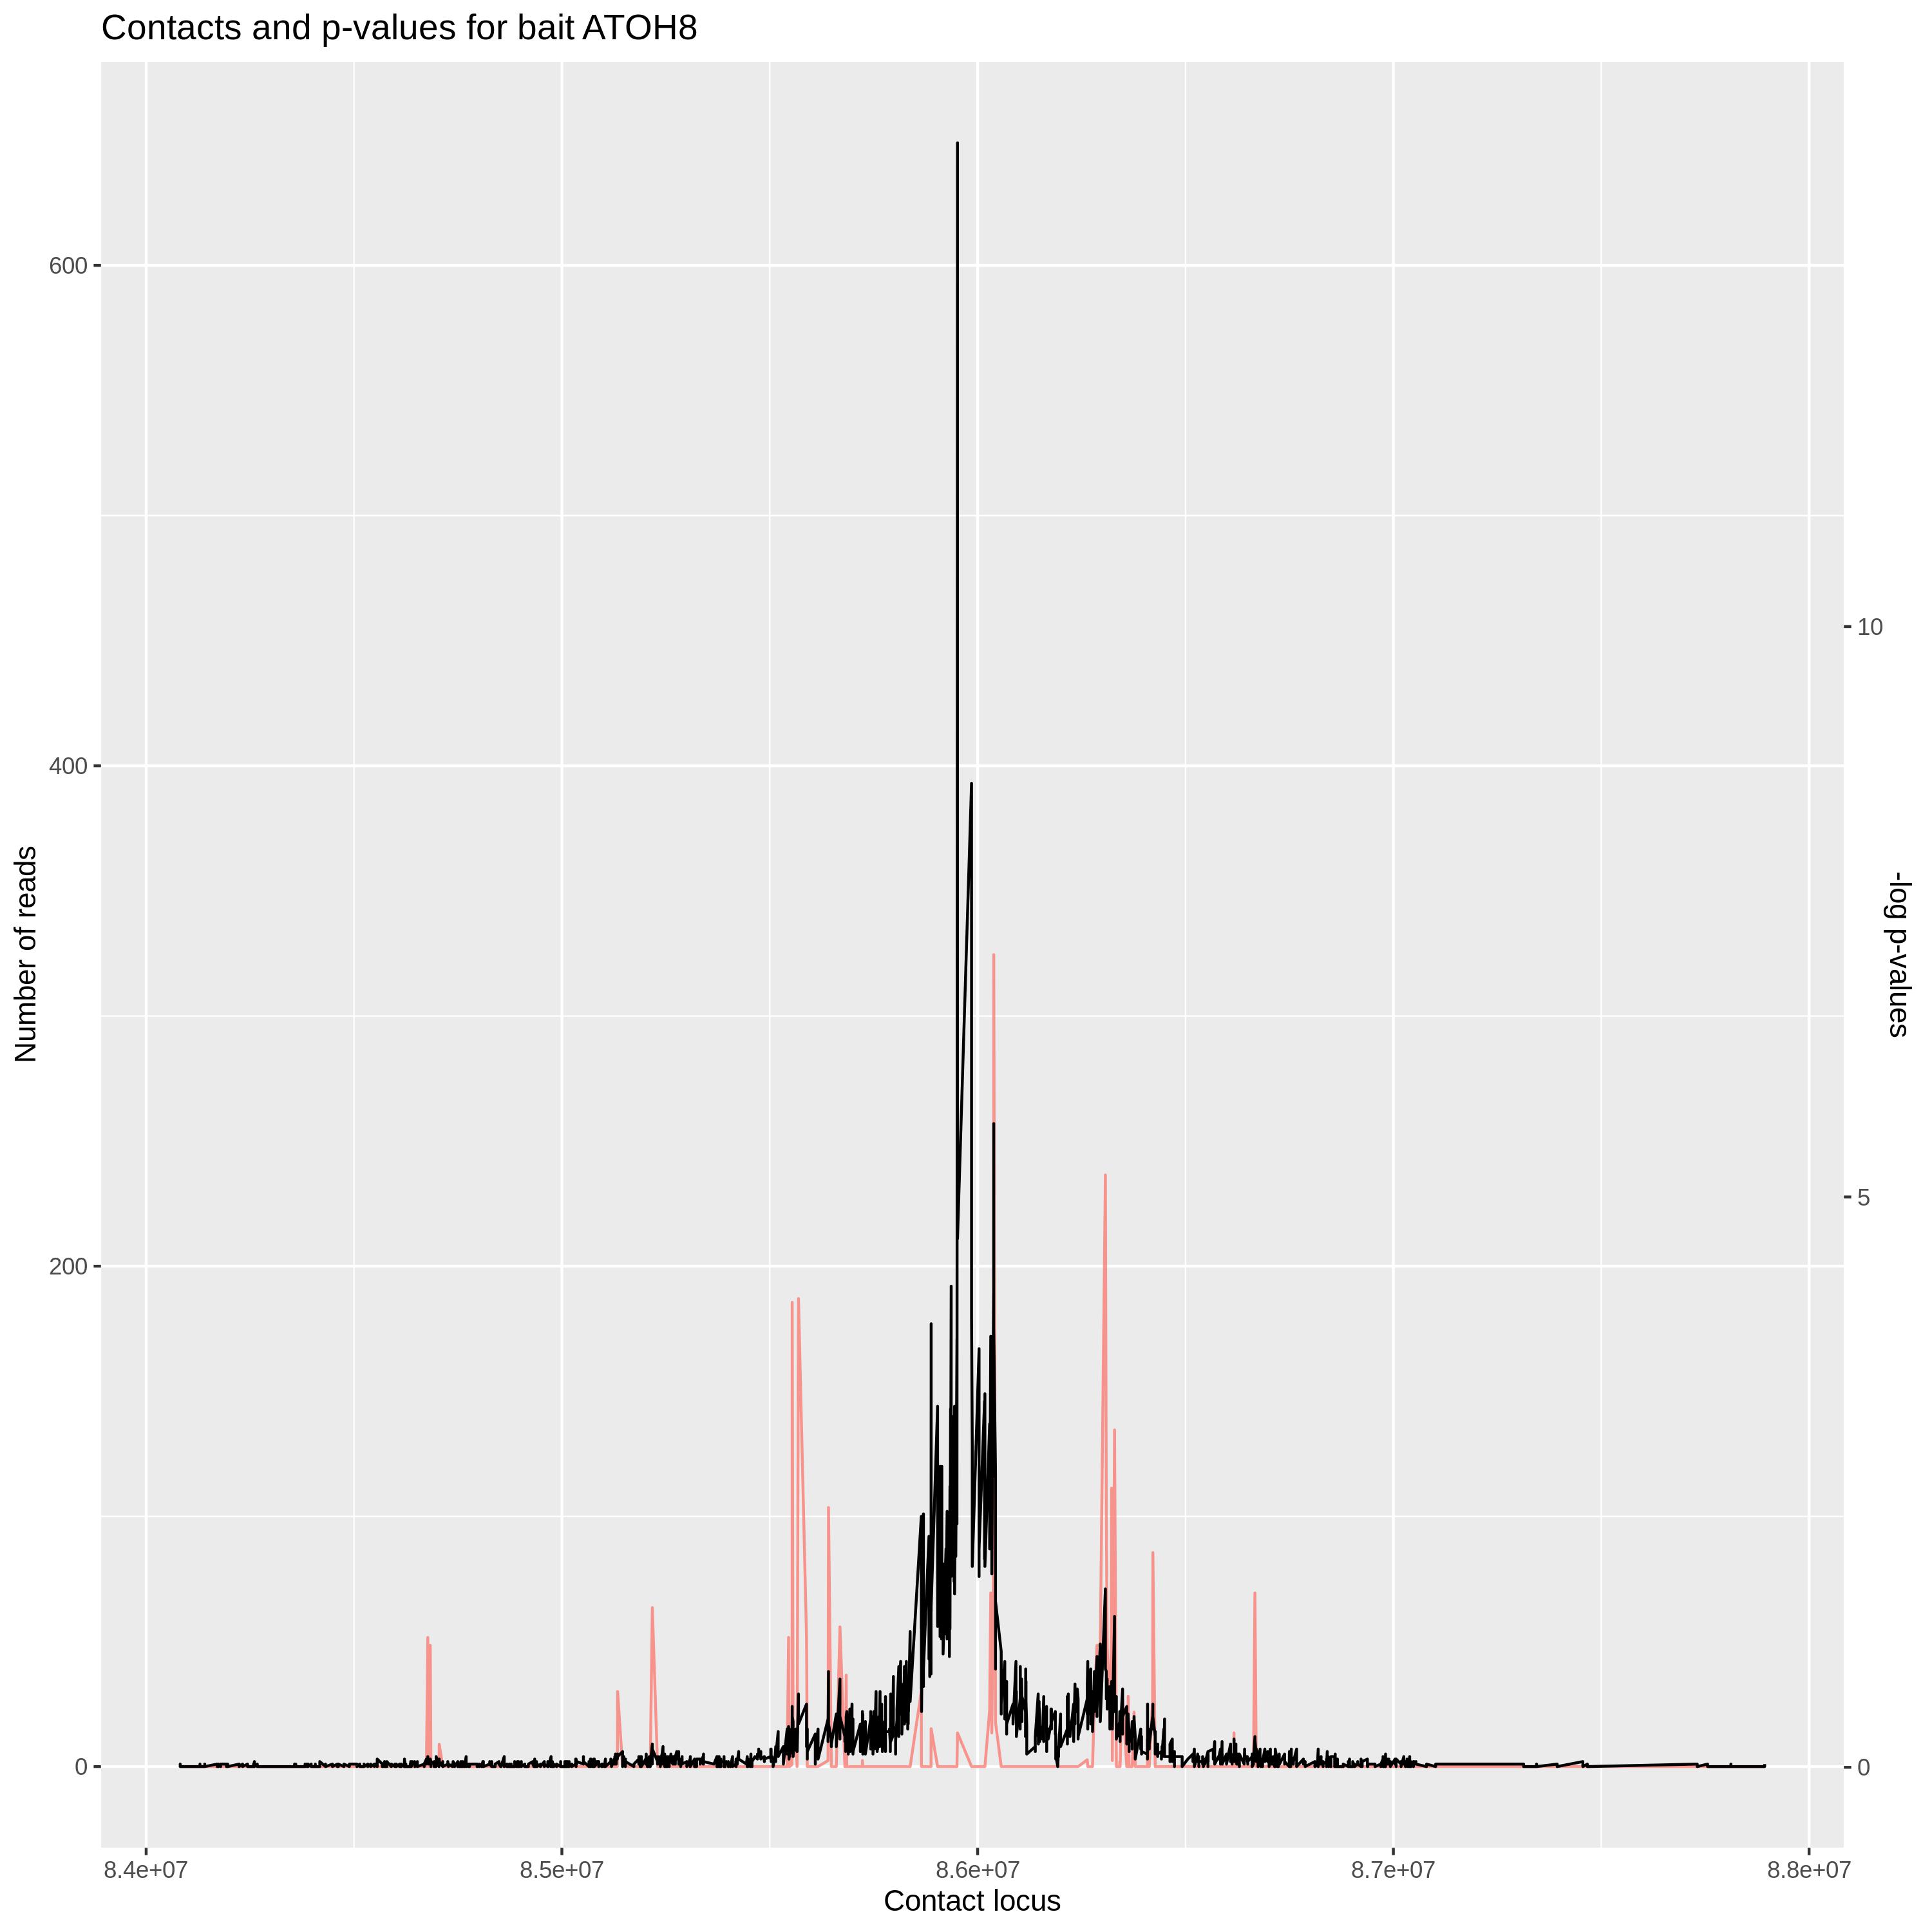 Contacts and p-values for bait ATOH8
600
400
200
0
10
5
0
Number of reads
-log p-values
8.4e+07 8.5e+07 8.6e+07 8.7e+07 8.8e+07
Contact locus